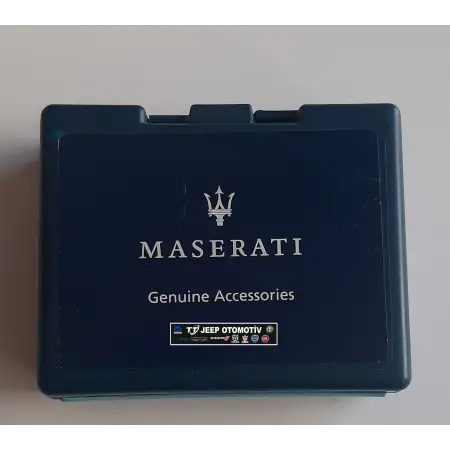 MASERATI
Genuine Accessories
JEEP OTOMOTİV